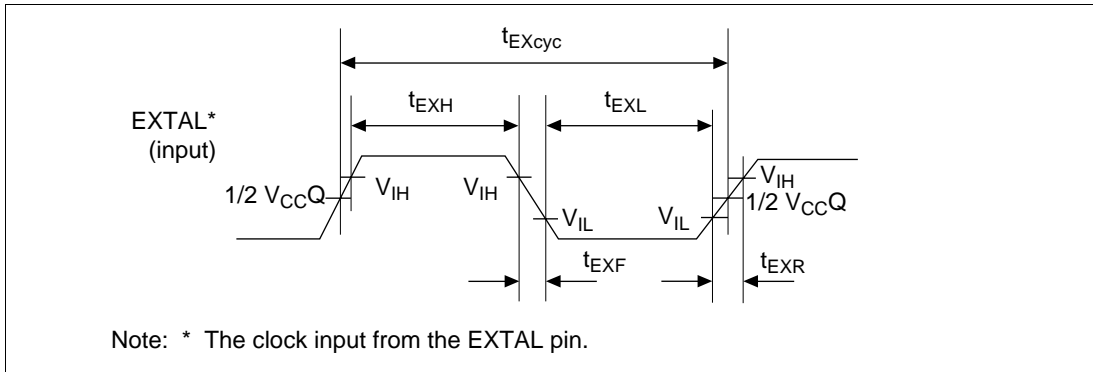 tEXcyc
tEXH
tEXL
EXTAL*
(input)
1/2 VCCQ
VIH
VIH
VIL
VIL
VIH
1/2 VCCQ
tEXF
tEXR
Note: * The clock input from the EXTAL pin.